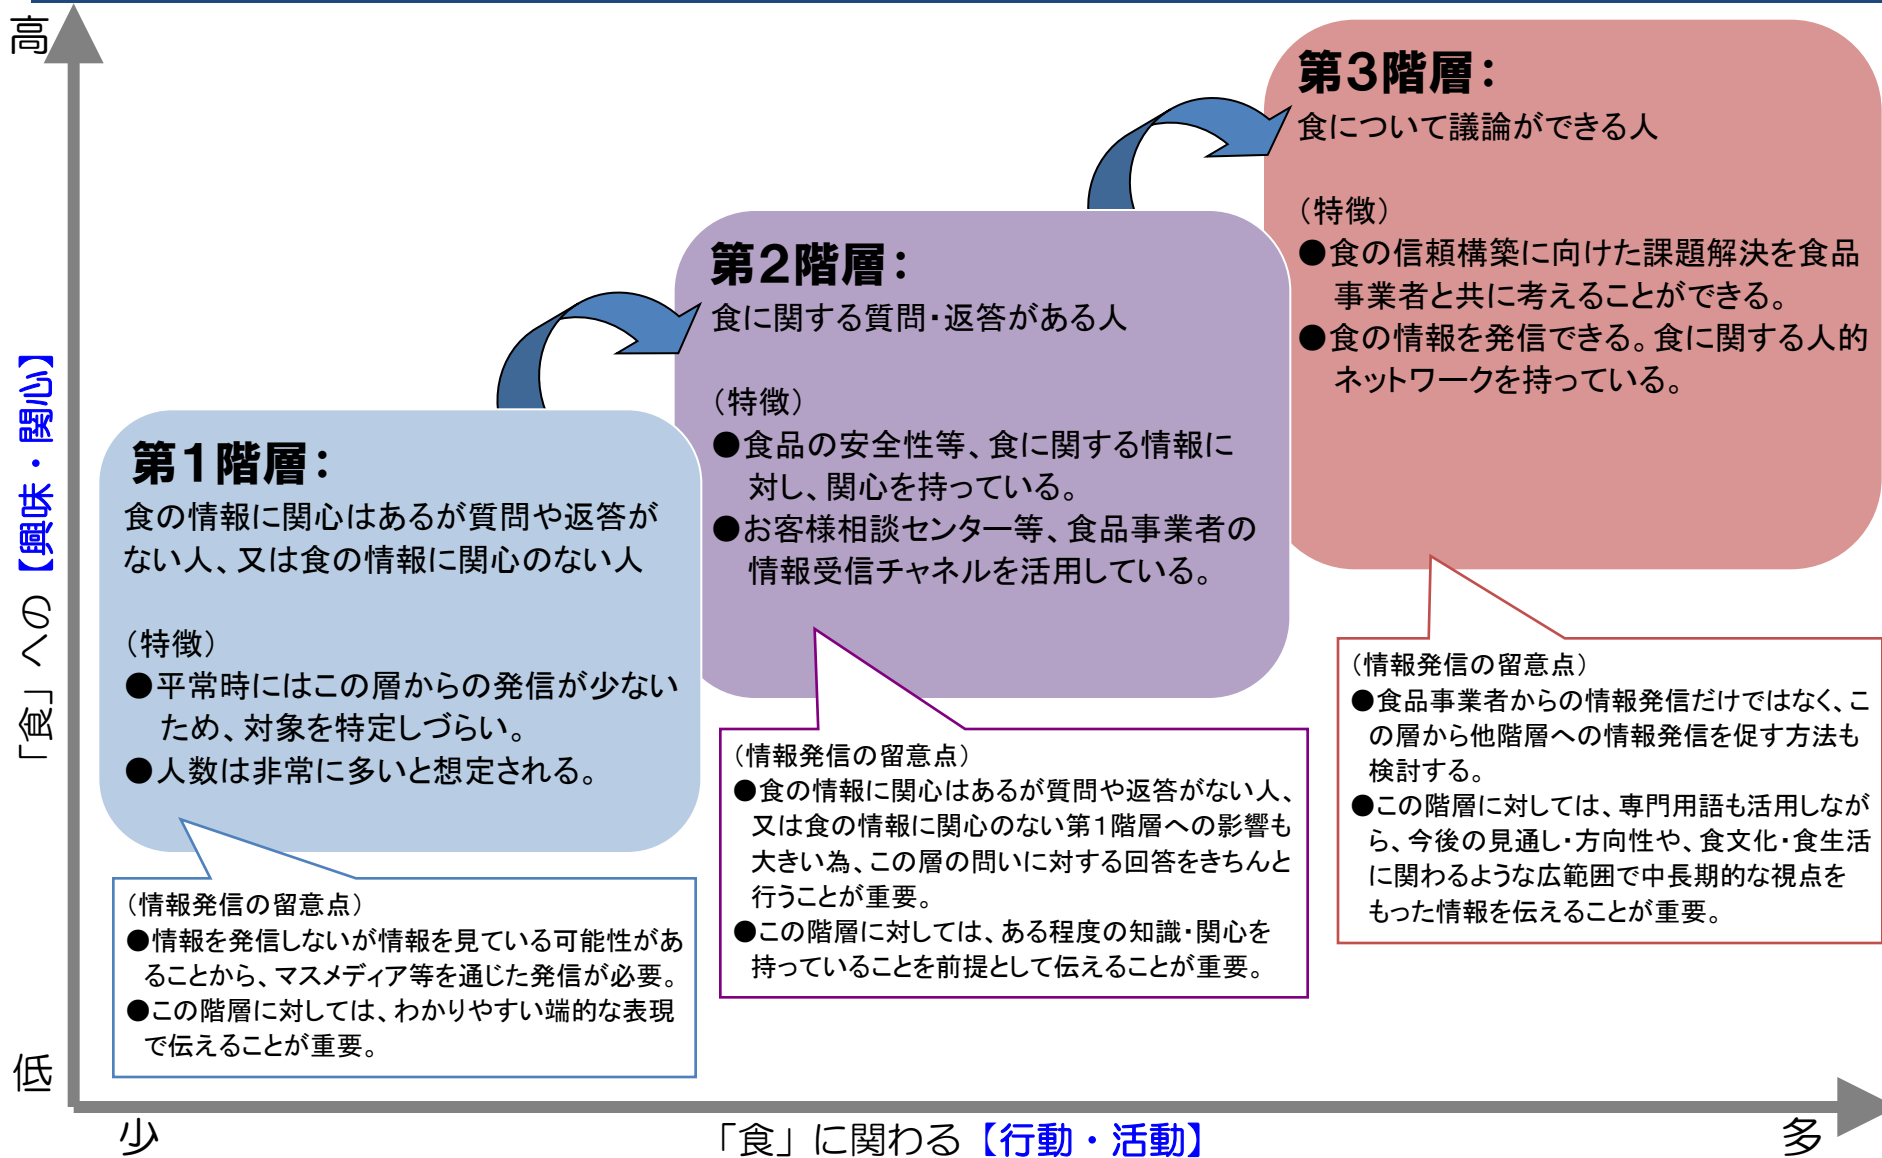 高
第3階層：
食について議論ができる人
（特徴）
●食の信頼構築に向けた課題解決を食品
事業者と共に考えることができる。
●食の情報を発信できる。食に関する人的
ネットワークを持っている。
（情報発信の留意点）
●食品事業者からの情報発信だけではなく、こ
の層から他階層への情報発信を促す方法も
検討する。
●この階層に対しては、専門用語も活用しなが
ら、今後の見通し・方向性や、食文化・食生活
に関わるような広範囲で中長期的な視点を
もった情報を伝えることが重要。
第2階層：
食に関する質問・返答がある人
（特徴）
●食品の安全性等、食に関する情報に
対し、関心を持っている。
●お客様相談センター等、食品事業者の
情報受信チャネルを活用している。
（情報発信の留意点）
●食の情報に関心はあるが質問や返答がない人、
又は食の情報に関心のない第1階層への影響も
大きい為、この層の問いに対する回答をきちんと
行うことが重要。
●この階層に対しては、ある程度の知識・関心を
持っていることを前提として伝えることが重要。
第1階層：
食の情報に関心はあるが質問や返答が
ない人、又は食の情報に関心のない人
（特徴）
●平常時にはこの層からの発信が少ない
ため、対象を特定しづらい。
●人数は非常に多いと想定される。
（情報発信の留意点）
●情報を発信しないが情報を見ている可能性があ
ることから、マスメディア等を通じた発信が必要。
●この階層に対しては、わかりやすい端的な表現
で伝えることが重要。
「食」への【興味・関心】
低
少
「食」に関わる【行動・活動】
多